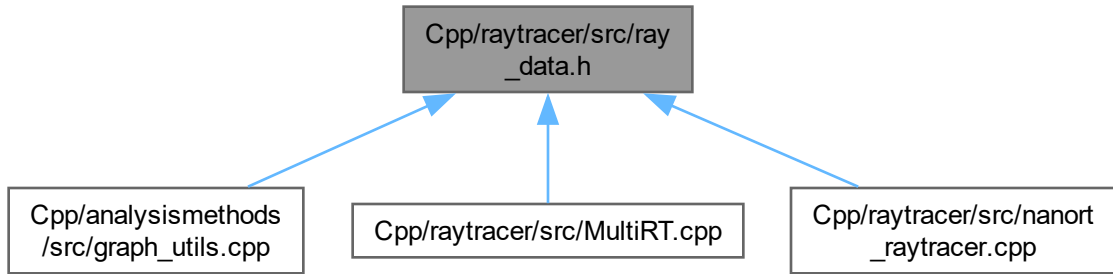 Cpp/raytracer/src/ray
_data.h
Cpp/analysismethods
/src/graph_utils.cpp
Cpp/raytracer/src/MultiRT.cpp
Cpp/raytracer/src/nanort
_raytracer.cpp